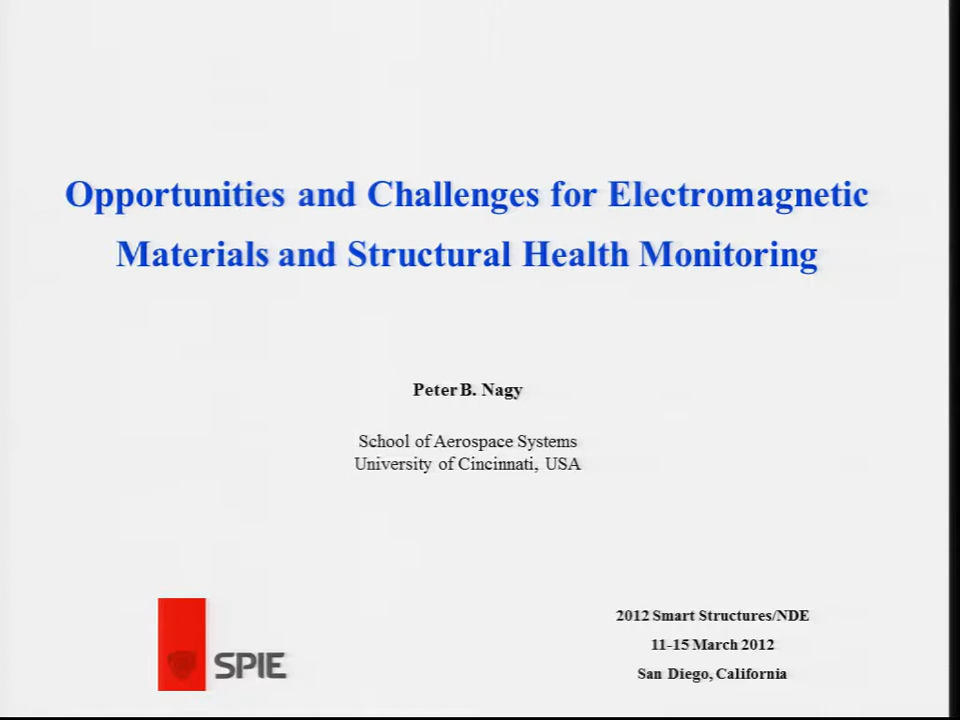 Opportunities and Challenges for Electromagnetic
Materials and Structural Health Monitoring
Peter B. Nagy
School of Aerospace Systems
University of Cincinnati, USA
SPIE
2012 Smart Structures/NDE
11-15 March 2012
San Diego, California